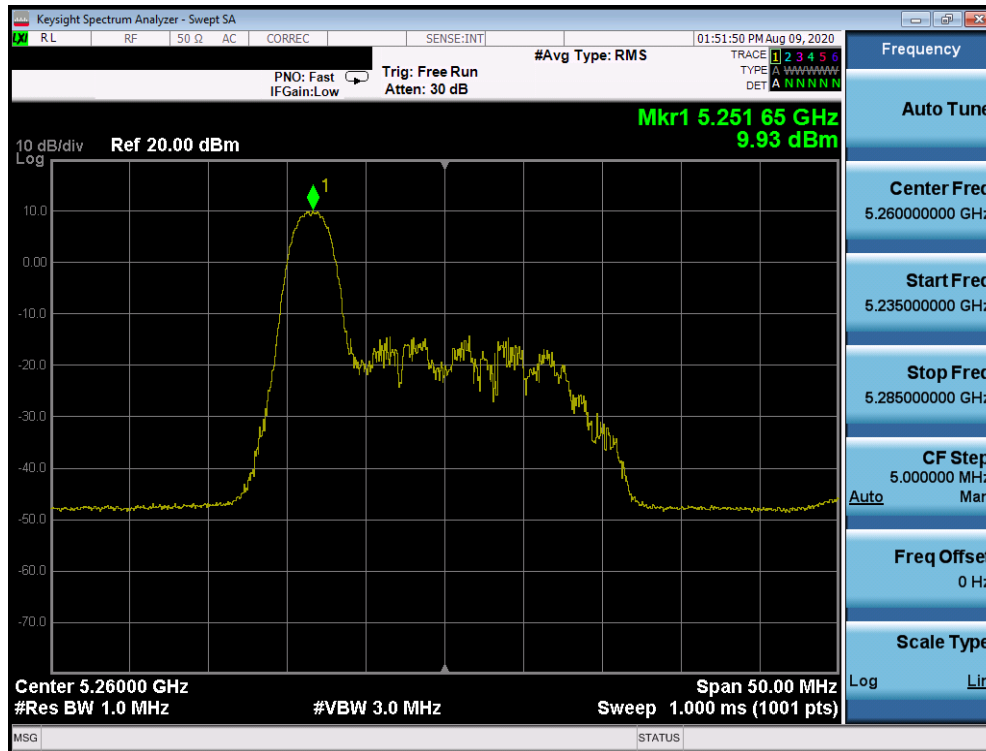 Keysight Spectrum Analyzer - Swept SA
LXI RL RF 50 Ω AC CORREC SENSE:INT 01:51:50 PM Aug 09, 2020
#Avg Type: RMS
TRACE 1 2 3 4 5 6
TYPE A WWWWWW
DET A N N N N N
PNO: Fast
IFGain:Low
Trig: Free Run
Atten: 30 dB
Mkr1 5.251 65 GHz
9.93 dBm
10 dB/div Ref 20.00 dBm
Log
1
10.0
0.00
-10.0
-20.0
-30.0
-40.0
-50.0
-60.0
-70.0
Center 5.26000 GHz Span 50.00 MHz
#Res BW 1.0 MHz #VBW 3.0 MHz Sweep 1.000 ms (1001 pts)
MSG STATUS
Frequency
Auto Tune
Center Freq
5.260000000 GHz
Start Freq
5.235000000 GHz
Stop Freq
5.285000000 GHz
CF Step
5.000000 MHz
Auto Man
Freq Offset
0 Hz
Scale Type
Log Lin